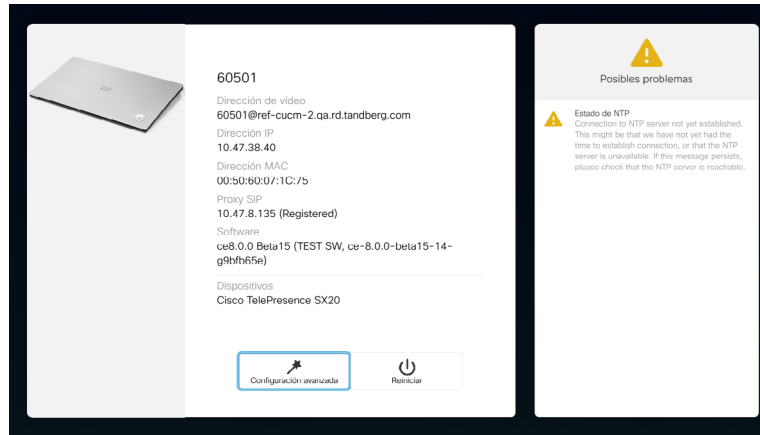 60501
Dirección de vídeo
60501@ref-cucm-2.qa.rd.tandberg.com
Dirección IP
10.47.38.40
Dirección MAC
00:50:60:07:1C:75
Proxy SIP
10.47.8.135 (Registered)
Software
ce8.0.0 Beta15 (TEST SW, ce-8.0.0-beta15-14-
g9bfb65e)
Dispositivos
Cisco TelePresence SX20
Configuración avanzada
Reiniciar
Posibles problemas
Estado de NTP
Connection to NTP server not yet established.
This might be that we have not yet had the
time to establish connection, or that the NTP
server is unavailable. If this message persists,
please check that the NTP server is reachable.